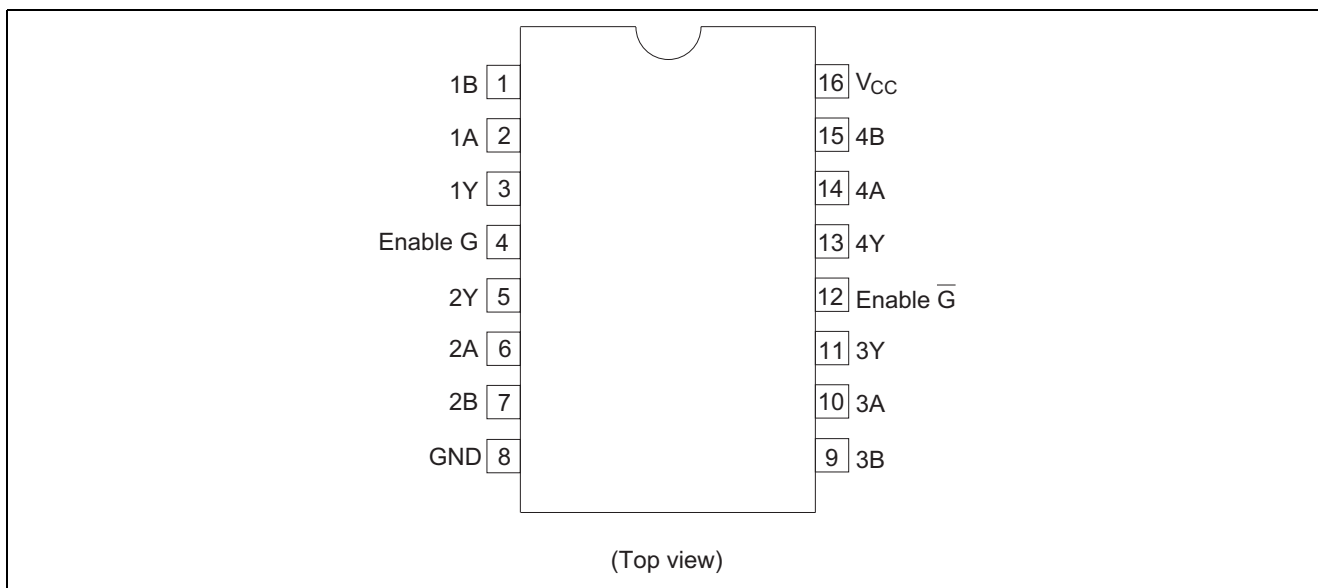 1B 1 16 VCC
1A 2 15 4B
1Y 3 14 4A
Enable G 4 13 4Y
2Y 5 12 Enable G̅
2A 6 11 3Y
2B 7 10 3A
GND 8 9 3B
(Top view)